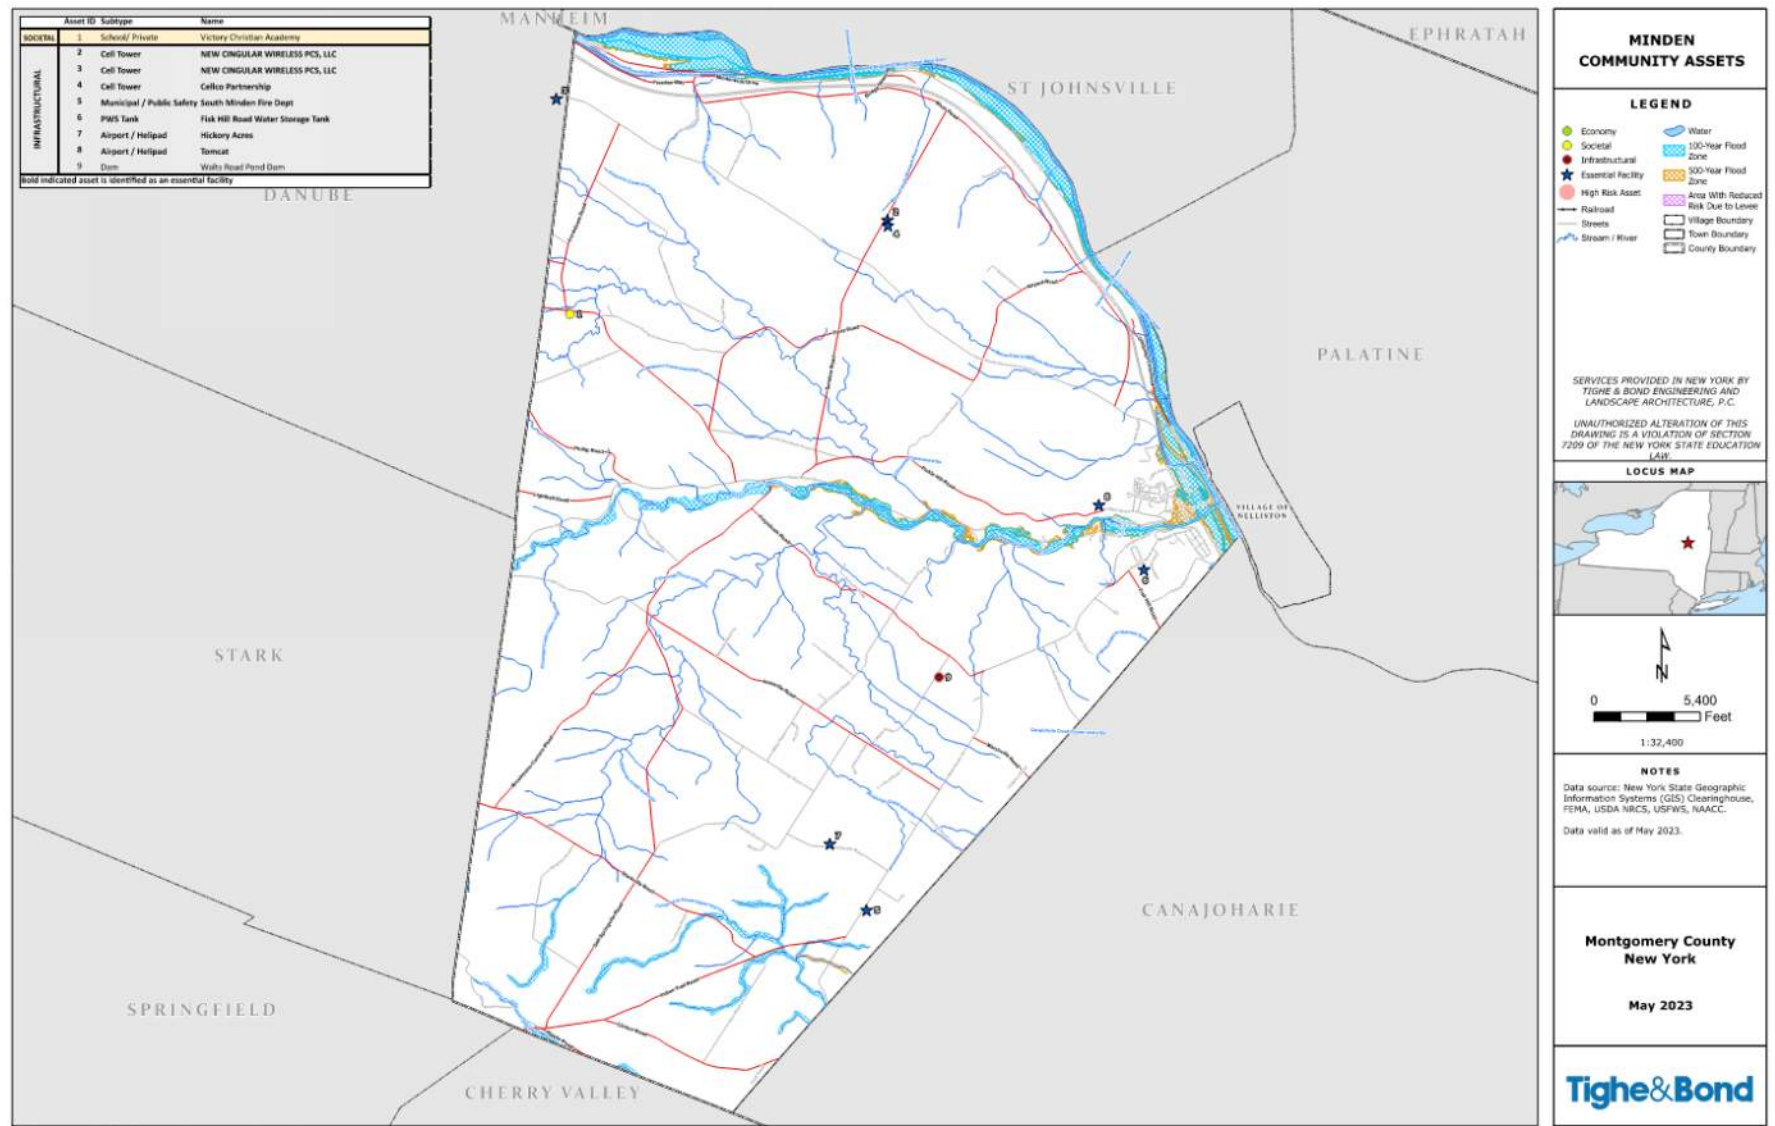 Asset ID Subtype Name
SOCIETAL 1 School/ Private Victory Christian Academy
INFRASTRUCTURAL
2 Cell Tower NEW CINGULAR WIRELESS PCS, LLC
3 Cell Tower NEW CINGULAR WIRELESS PCS, LLC
4 Cell Tower Cellco Partnership
5 Municipal / Public Safety South Minden Fire Dept
6 PWS Tank Fisk Hill Road Water Storage Tank
7 Airport / Helipad Hickory Acres
8 Airport / Helipad Tomcat
9 Dam Walts Road Pond Dam
Bold indicated asset is identified as an essential facility
MANHEIM
EPHRATAH
ST JOHNSVILLE
DANUBE
PALATINE
VILLAGE OF
NELLISTON
STARK
CANAJOHARIE
SPRINGFIELD
CHERRY VALLEY
MINDEN
COMMUNITY ASSETS
LEGEND
Economy
Societal
Infrastructural
Essential Facility
High Risk Asset
Railroad
Streets
Stream / River
Water
100-Year Flood
Zone
500-Year Flood
Zone
Area With Reduced
Risk Due to Levee
Village Boundary
Town Boundary
County Boundary
SERVICES PROVIDED IN NEW YORK BY
TIGHE & BOND ENGINEERING AND
LANDSCAPE ARCHITECTURE, P.C.
UNAUTHORIZED ALTERATION OF THIS
DRAWING IS A VIOLATION OF SECTION
7209 OF THE NEW YORK STATE EDUCATION
LAW.
LOCUS MAP
N
0 5,400
Feet
1:32,400
NOTES
Data source: New York State Geographic
Information Systems (GIS) Clearinghouse,
FEMA, USDA NRCS, USFWS, NAACC.
Data valid as of May 2023.
Montgomery County
New York
May 2023
Tighe&Bond